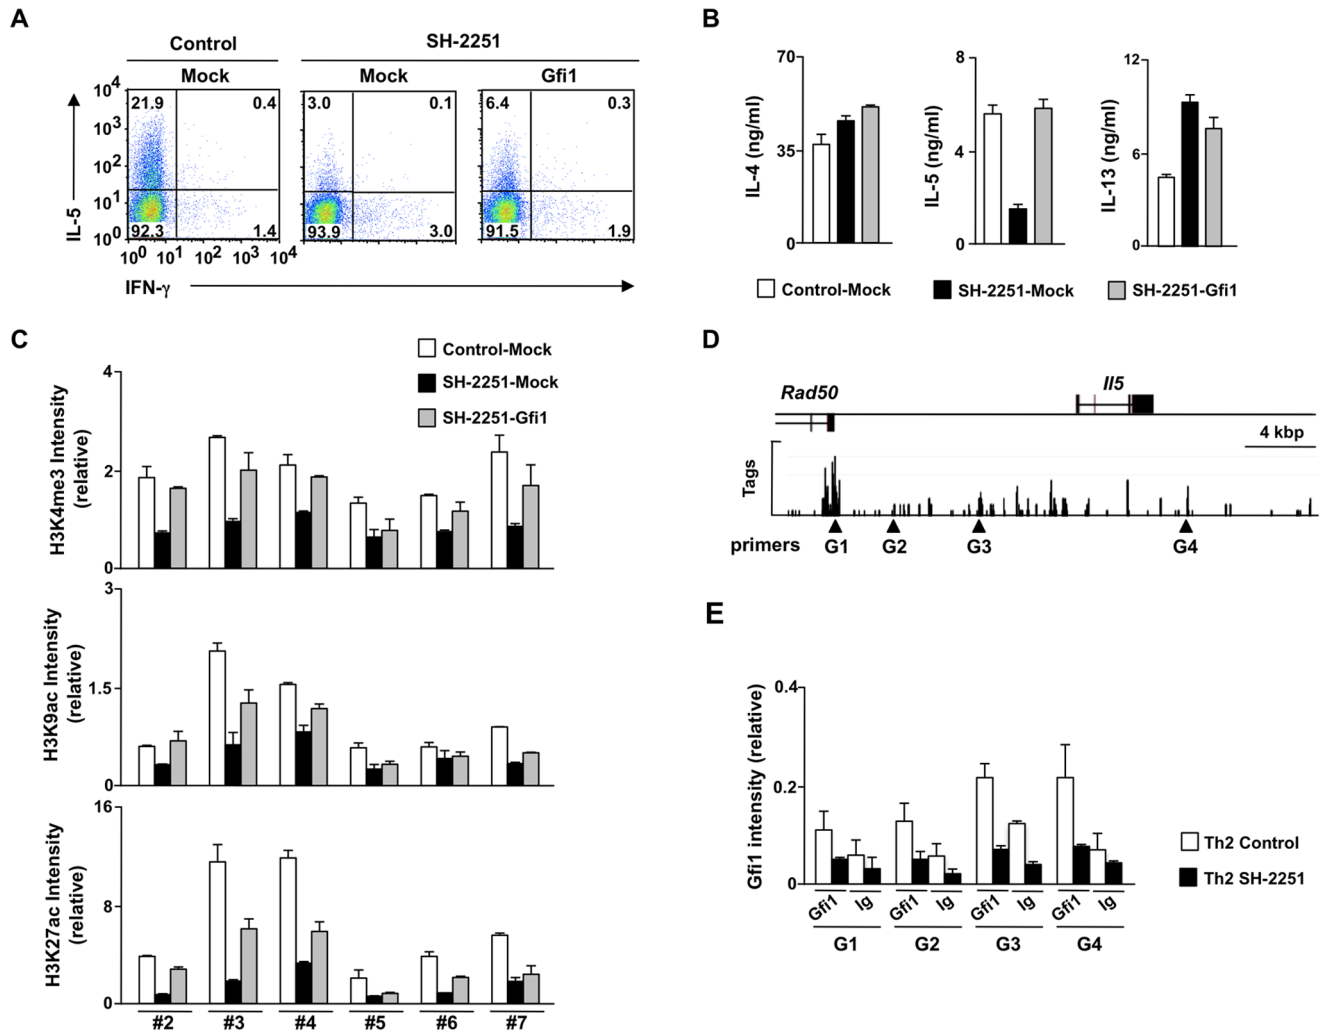 A
Control
SH-2251
Mock
Mock
Gfi1
10^4
10^3
10^2
10^1
10^0
IL-5
21.9
0.4
92.3
1.4
3.0
0.1
93.9
3.0
6.4
0.3
91.5
1.9
10^0 10^1 10^2 10^3 10^4
IFN-γ
B
IL-4 (ng/ml)
70
35
0
IL-5 (ng/ml)
8
4
0
IL-13 (ng/ml)
12
6
0
Control-Mock
SH-2251-Mock
SH-2251-Gfi1
C
Control-Mock
SH-2251-Mock
SH-2251-Gfi1
H3K4me3 Intensity
(relative)
4
2
0
H3K9ac Intensity
(relative)
3
1.5
0
H3K27ac Intensity
(relative)
16
8
0
#2 #3 #4 #5 #6 #7
D
Rad50
Il5
4 kbp
Tags
primers G1 G2 G3 G4
E
Gfi1 intensity (relative)
0.4
0.2
0
Gfi1 Ig Gfi1 Ig Gfi1 Ig Gfi1 Ig
G1 G2 G3 G4
Th2 Control
Th2 SH-2251